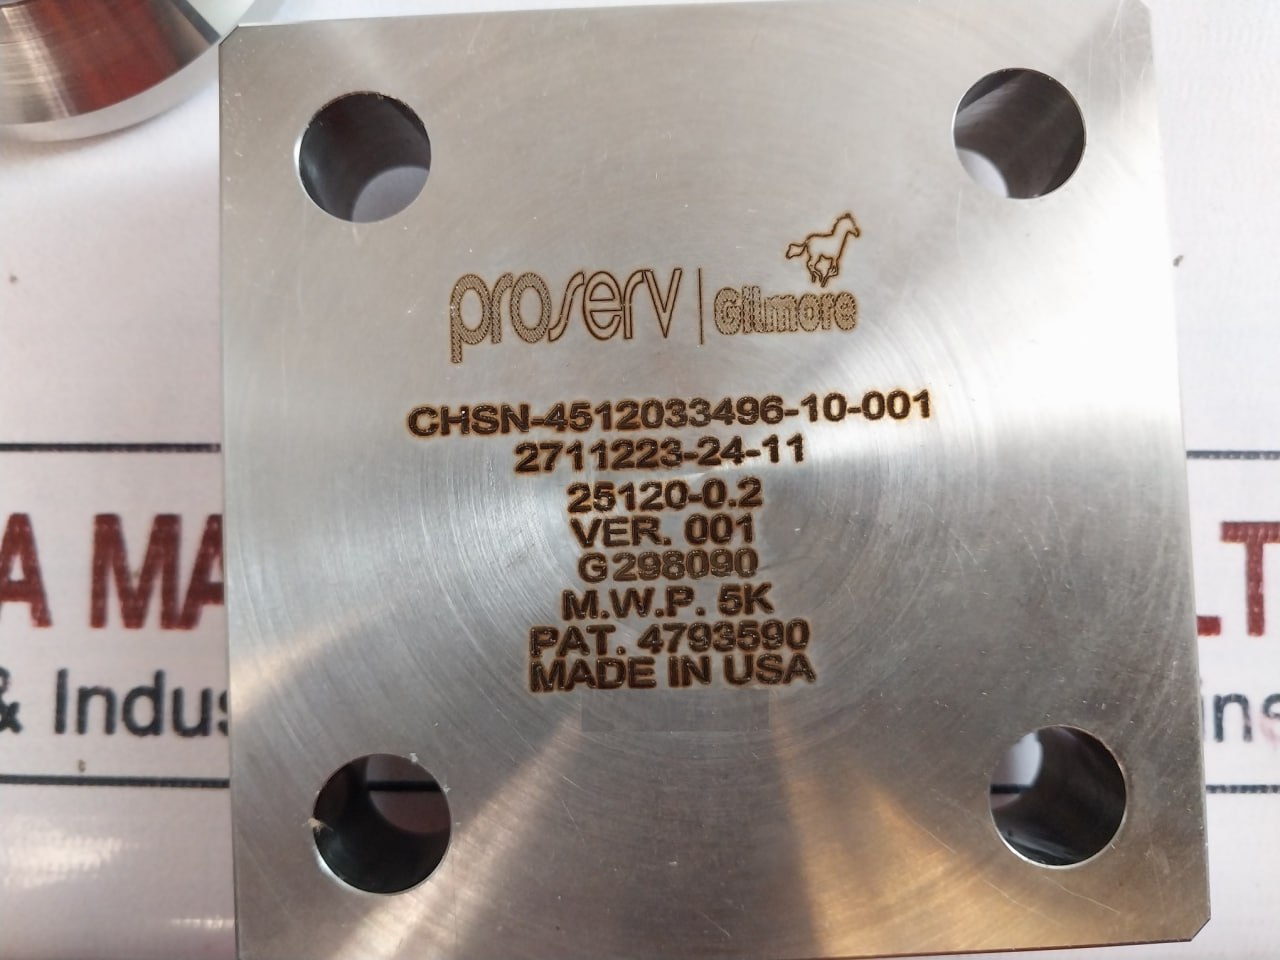 proserv | Gilmore
CHSN-4512033496-10-001
2711223-24-11
25120-0.2
VER. 001
G298090
M.W.P. 5K
PAT. 4793590
MADE IN USA
A MA
LT
& Indus
ine